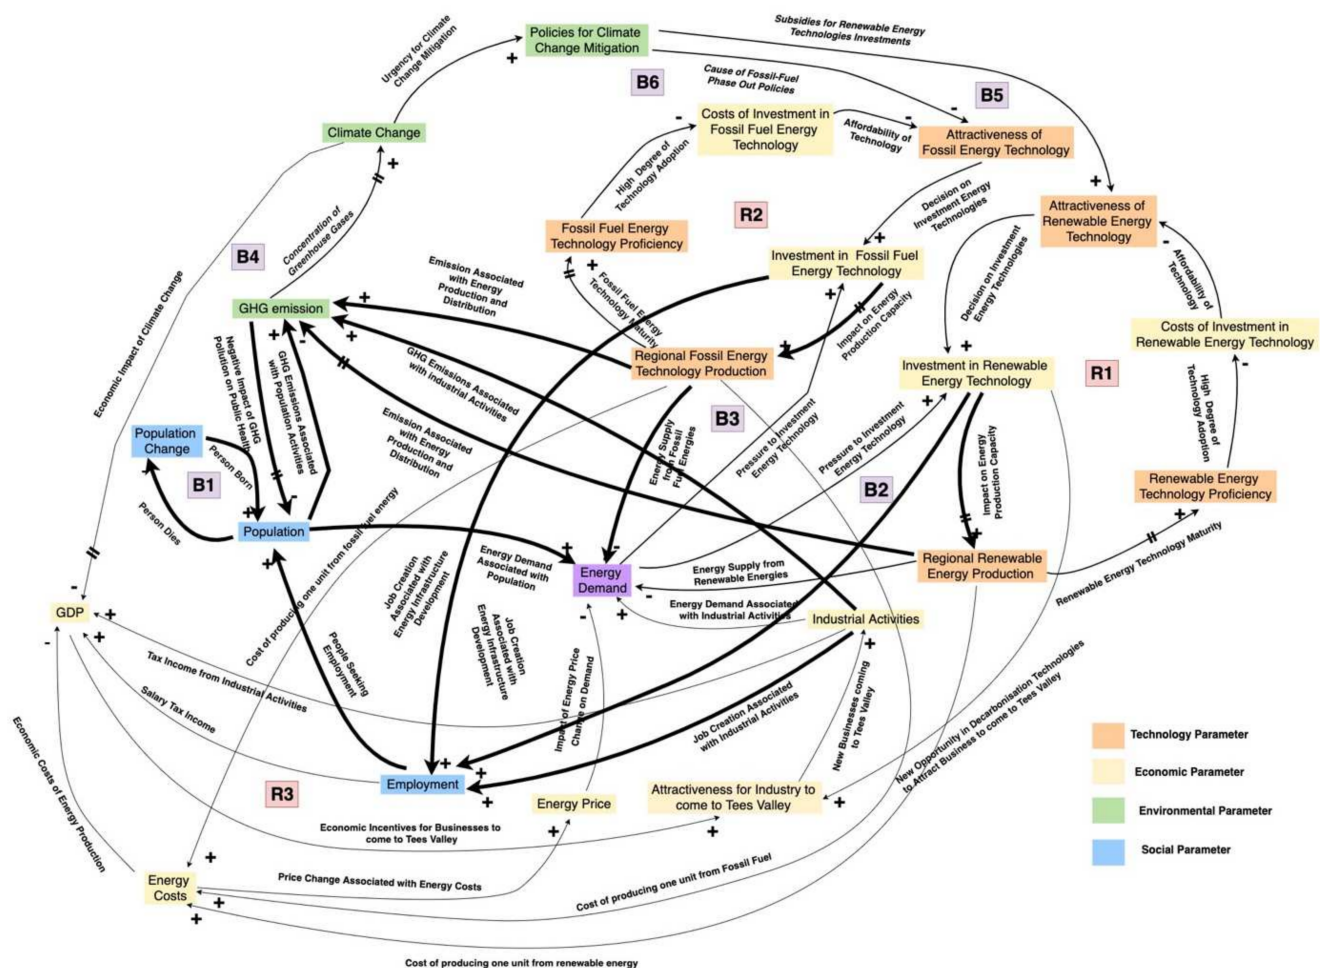 Subsidies for Renewable Energy
Technologies Investments
Policies for Climate
Change Mitigation
+
Urgency for Climate
Change Mitigation
B6
Cause of Fossil-Fuel
Phase Out Policies
B5
-
Climate Change
+
Costs of Investment in
Fossil Fuel Energy
Technology
-
Affordability of
Technology
-
Attractiveness of
Fossil Energy Technology
High Degree of
Technology Adoption
+
Attractiveness of
Renewable Energy
Technology
-
Decision on
Investment Energy
Technologies
R2
Fossil Fuel Energy
Technology Proficiency
+
Concentration of
Greenhouse Gases
B4
+
Investment in Fossil Fuel
Energy Technology
+
Decision on Investment
Energy Technologies
Affordability of
Technology
Emission Associated
with Energy
Production and
Distribution
Fossil Fuel Energy
Technology Maturity
Impact on Energy
Production Capacity
+
GHG emission
+
+
+
-
Economic Impact of Climate Change
Negative Impact of GHG
Pollution on Public Health
GHG Emissions Associated
with Population Activities
GHG Emissions Associated
with Industrial Activities
Regional Fossil Energy
Technology Production
Costs of Investment in
Renewable Energy Technology
-
+
Investment in Renewable
Energy Technology
+
R1
High Degree of
Technology Adoption
B3
Emission Associated
with Energy
Production and
Distribution
Energy Supply
from Fossil
Fuel Energies
Pressure to Investment
Energy Technology
Pressure to Investment
Energy Technology
Impact on Energy
Production Capacity
Population
Change
B1
Person Born
Person Dies
B2
Renewable Energy
Technology Proficiency
+
Renewable Energy Technology Maturity
-
+
Population
+
Cost of producing one unit from fossil fuel energy
Energy Demand
Associated with
Population
+
-
Energy
Demand
Energy Supply from
Renewable Energies
-
+
Regional Renewable
Energy Production
Job Creation
Associated with
Energy Infrastructure
Development
Job Creation
Associated with
Energy Infrastructure
Development
Energy Demand Associated
with Industrial Activities
+
-
Industrial Activities
+
-
GDP
+
+
-
Tax Income from Industrial Activities
Salary Tax Income
People Seeking
Employment
Impact of Energy Price
Change on Demand
Job Creation Associated
with Industrial Activities
New Businesses coming
to Tees Valley
New Opportunity in Decarbonisation Technologies
to Attract Business to come to Tees Valley
Economic Costs of Energy Production
R3
Employment
+
+
+
Energy Price
+
Attractiveness for Industry to
come to Tees Valley
+
+
Economic Incentives for Businesses to
come to Tees Valley
Energy
Costs
+
+
+
Price Change Associated with Energy Costs
Cost of producing one unit from Fossil Fuel
Cost of producing one unit from renewable energy
Technology Parameter
Economic Parameter
Environmental Parameter
Social Parameter